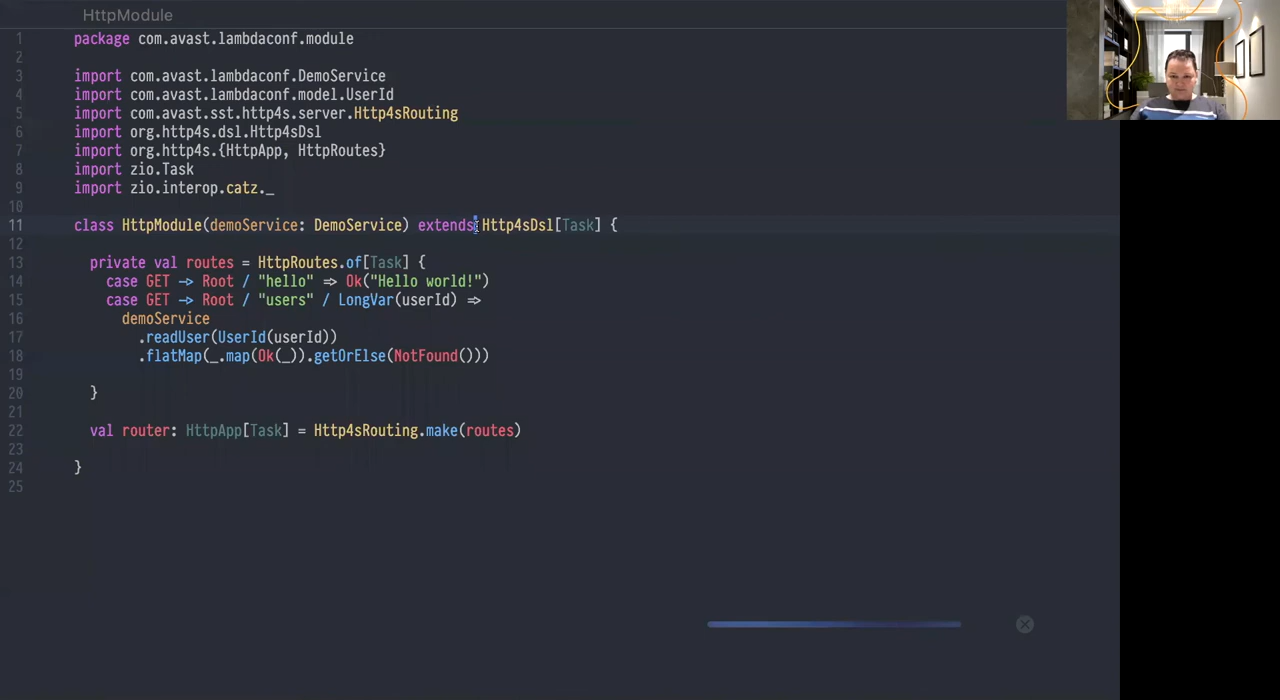 HttpModule
1 package com.avast.lambdaconf.module
2
3 import com.avast.lambdaconf.DemoService
4 import com.avast.lambdaconf.model.UserId
5 import com.avast.sst.http4s.server.Http4sRouting
6 import org.http4s.dsl.Http4sDsl
7 import org.http4s.{HttpApp, HttpRoutes}
8 import zio.Task
9 import zio.interop.catz._
10
11 class HttpModule(demoService: DemoService) extends Http4sDsl[Task] {
12
13 private val routes = HttpRoutes.of[Task] {
14 case GET → Root / "hello" ⇒ Ok("Hello world!")
15 case GET → Root / "users" / LongVar(userId) ⇒
16 demoService
17 .readUser(UserId(userId))
18 .flatMap(_.map(Ok(_)).getOrElse(NotFound()))
19
20 }
21
22 val router: HttpApp[Task] = Http4sRouting.make(routes)
23
24 }
25